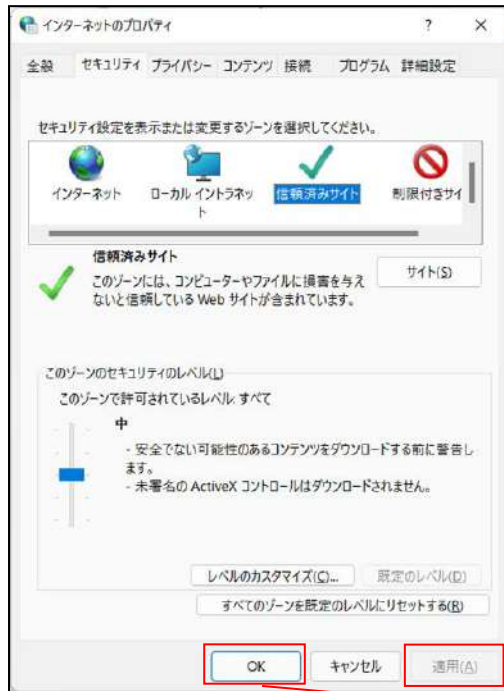 インターネットのプロパティ ? ×
全般 セキュリティ プライバシー コンテンツ 接続 プログラム 詳細設定
セキュリティ設定を表示または変更するゾーンを選択してください。
インターネット ローカル イントラネッ 信頼済みサイト 制限付きサイ
ト
信頼済みサイト
このゾーンには、コンピューターやファイルに損害を与え
ないと信頼している Web サイトが含まれています。
サイト(S)
このゾーンのセキュリティのレベル(L)
このゾーンで許可されているレベル: すべて
中
- 安全でない可能性のあるコンテンツをダウンロードする前に警告し
ます。
- 未署名の ActiveX コントロールはダウンロードされません。
レベルのカスタマイズ(C)... 既定のレベル(D)
すべてのゾーンを既定のレベルにリセットする(R)
OK キャンセル 適用(A)